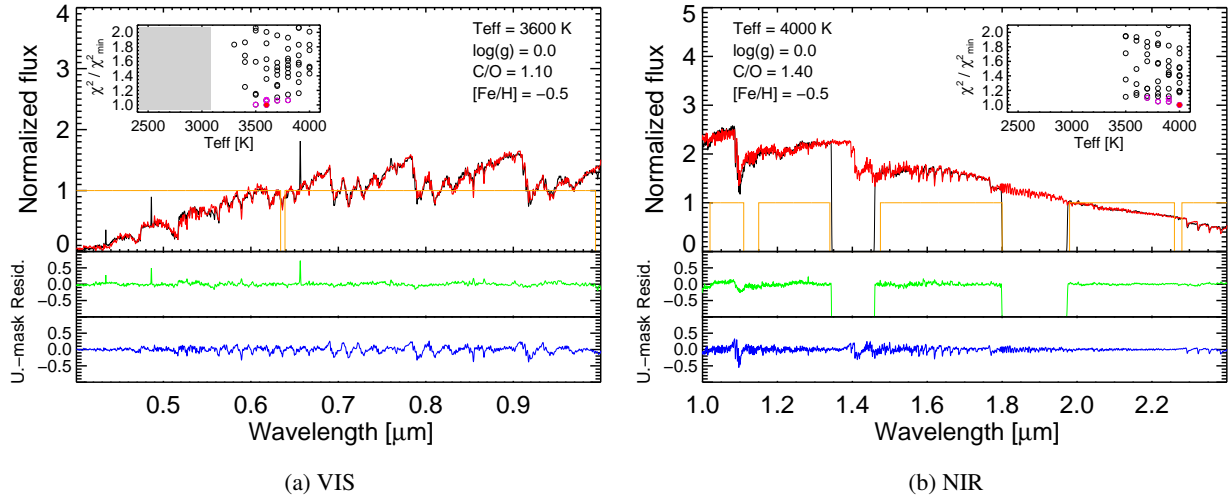 Normalized flux
4
3
2
1
0
χ² / χ²min
2.0
1.8
1.6
1.4
1.2
1.0
2500 3000 3500 4000
Teff [K]
Teff = 3600 K
log(g) = 0.0
C/O = 1.10
[Fe/H] = −0.5
Resid.
0.5
0.0
−0.5
U.−mask
0.5
0.0
−0.5
0.5 0.6 0.7 0.8 0.9
Wavelength [μm]
(a) VIS
Normalized flux
5
4
3
2
1
0
Teff = 4000 K
log(g) = 0.0
C/O = 1.40
[Fe/H] = −0.5
χ² / χ²min
2.0
1.8
1.6
1.4
1.2
1.0
2500 3000 3500 4000
Teff [K]
Resid.
0.5
0.0
−0.5
U.−mask
0.5
0.0
−0.5
1.0 1.2 1.4 1.6 1.8 2.0 2.2
Wavelength [μm]
(b) NIR